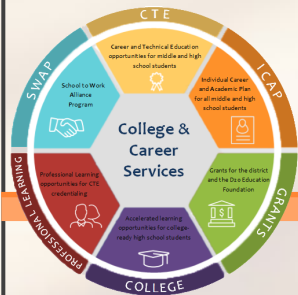 CTE
Career and Technical Education
opportunities for middle and high
school students
ICAP
Individual Career
and Academic Plan
for all middle and high
school students
GRANTS
Grants for the district
and the D20 Education
Foundation
COLLEGE
Accelerated learning
opportunities for college-
ready high school students
PROFESSIONAL LEARNING
Professional Learning
opportunities for CTE
credentialing
SWAP
School to Work
Alliance
Program
College &
Career
Services